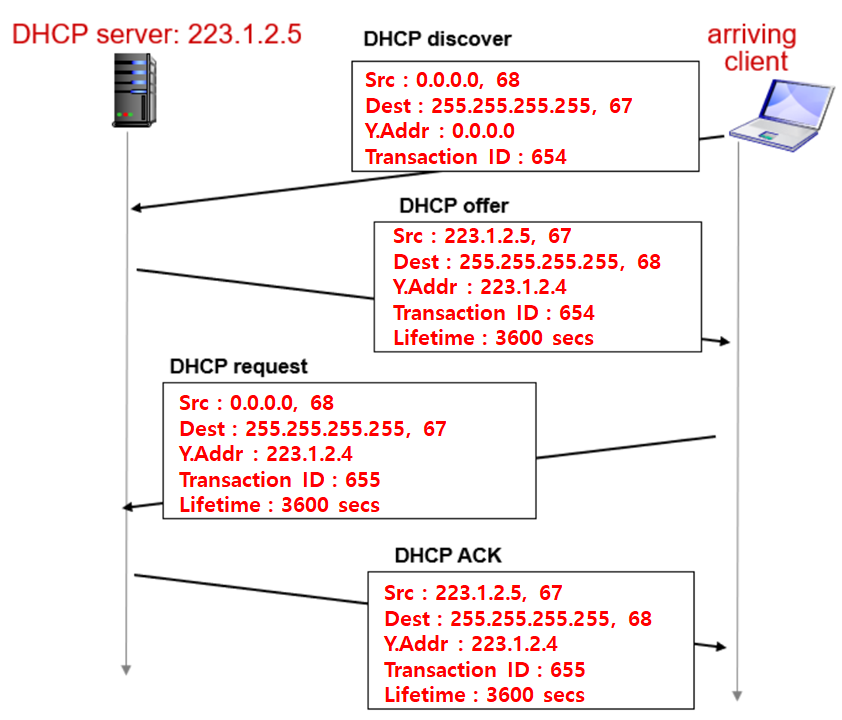 DHCP server: 223.1.2.5
arriving
client
DHCP discover
Src : 0.0.0.0, 68
Dest : 255.255.255.255, 67
Y.Addr : 0.0.0.0
Transaction ID : 654
DHCP offer
Src : 223.1.2.5, 67
Dest : 255.255.255.255, 68
Y.Addr : 223.1.2.4
Transaction ID : 654
Lifetime : 3600 secs
DHCP request
Src : 0.0.0.0, 68
Dest : 255.255.255.255, 67
Y.Addr : 223.1.2.4
Transaction ID : 655
Lifetime : 3600 secs
DHCP ACK
Src : 223.1.2.5, 67
Dest : 255.255.255.255, 68
Y.Addr : 223.1.2.4
Transaction ID : 655
Lifetime : 3600 secs